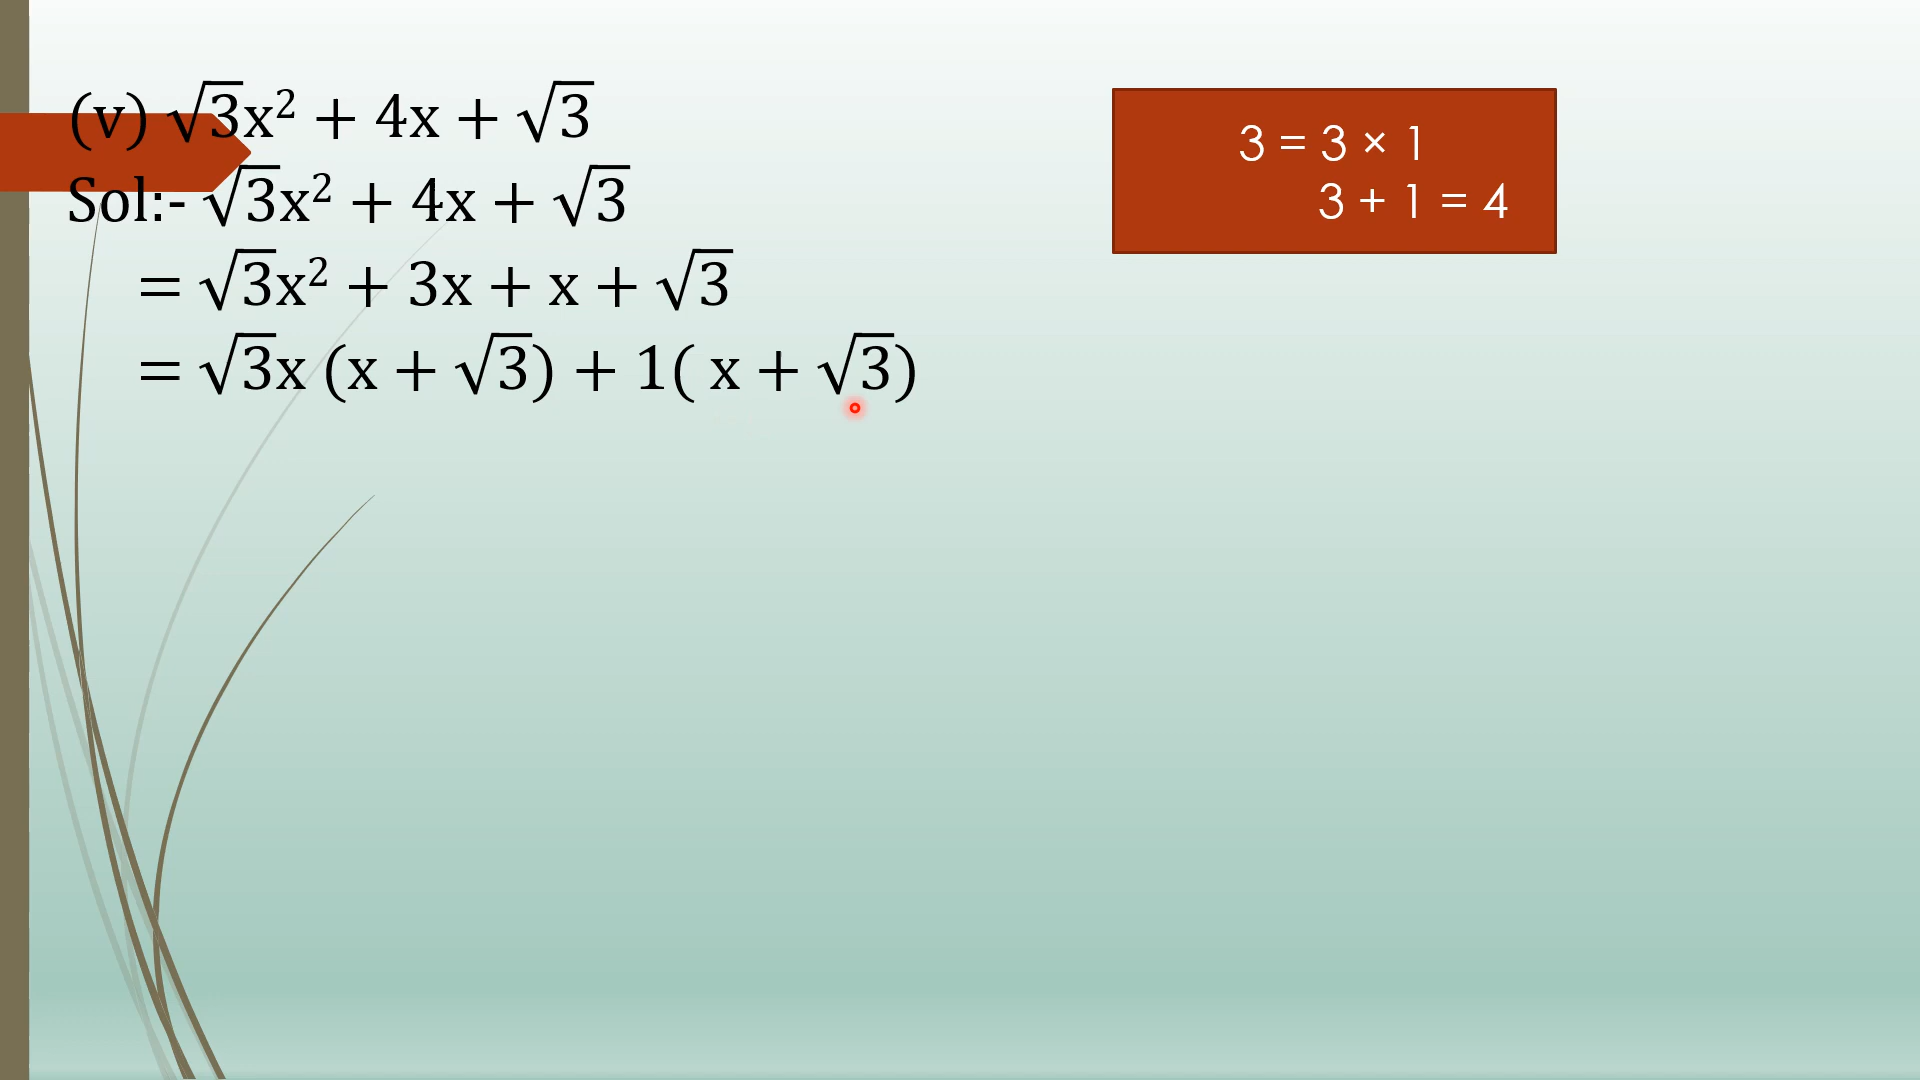 (v) √3x² + 4x + √3
Sol:- √3x² + 4x + √3
= √3x² + 3x + x + √3
= √3x (x + √3) + 1( x + √3)
3 = 3 × 1
3 + 1 = 4